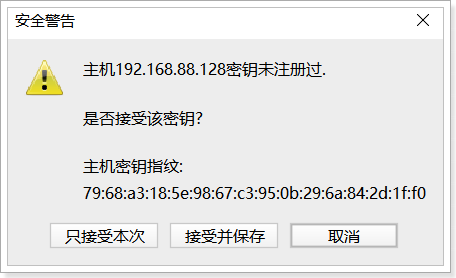 安全警告
主机192.168.88.128密钥未注册过.
是否接受该密钥?
主机密钥指纹:
79:68:a3:18:5e:98:67:c3:95:0b:29:6a:84:2d:1f:f0
只接受本次 接受并保存 取消